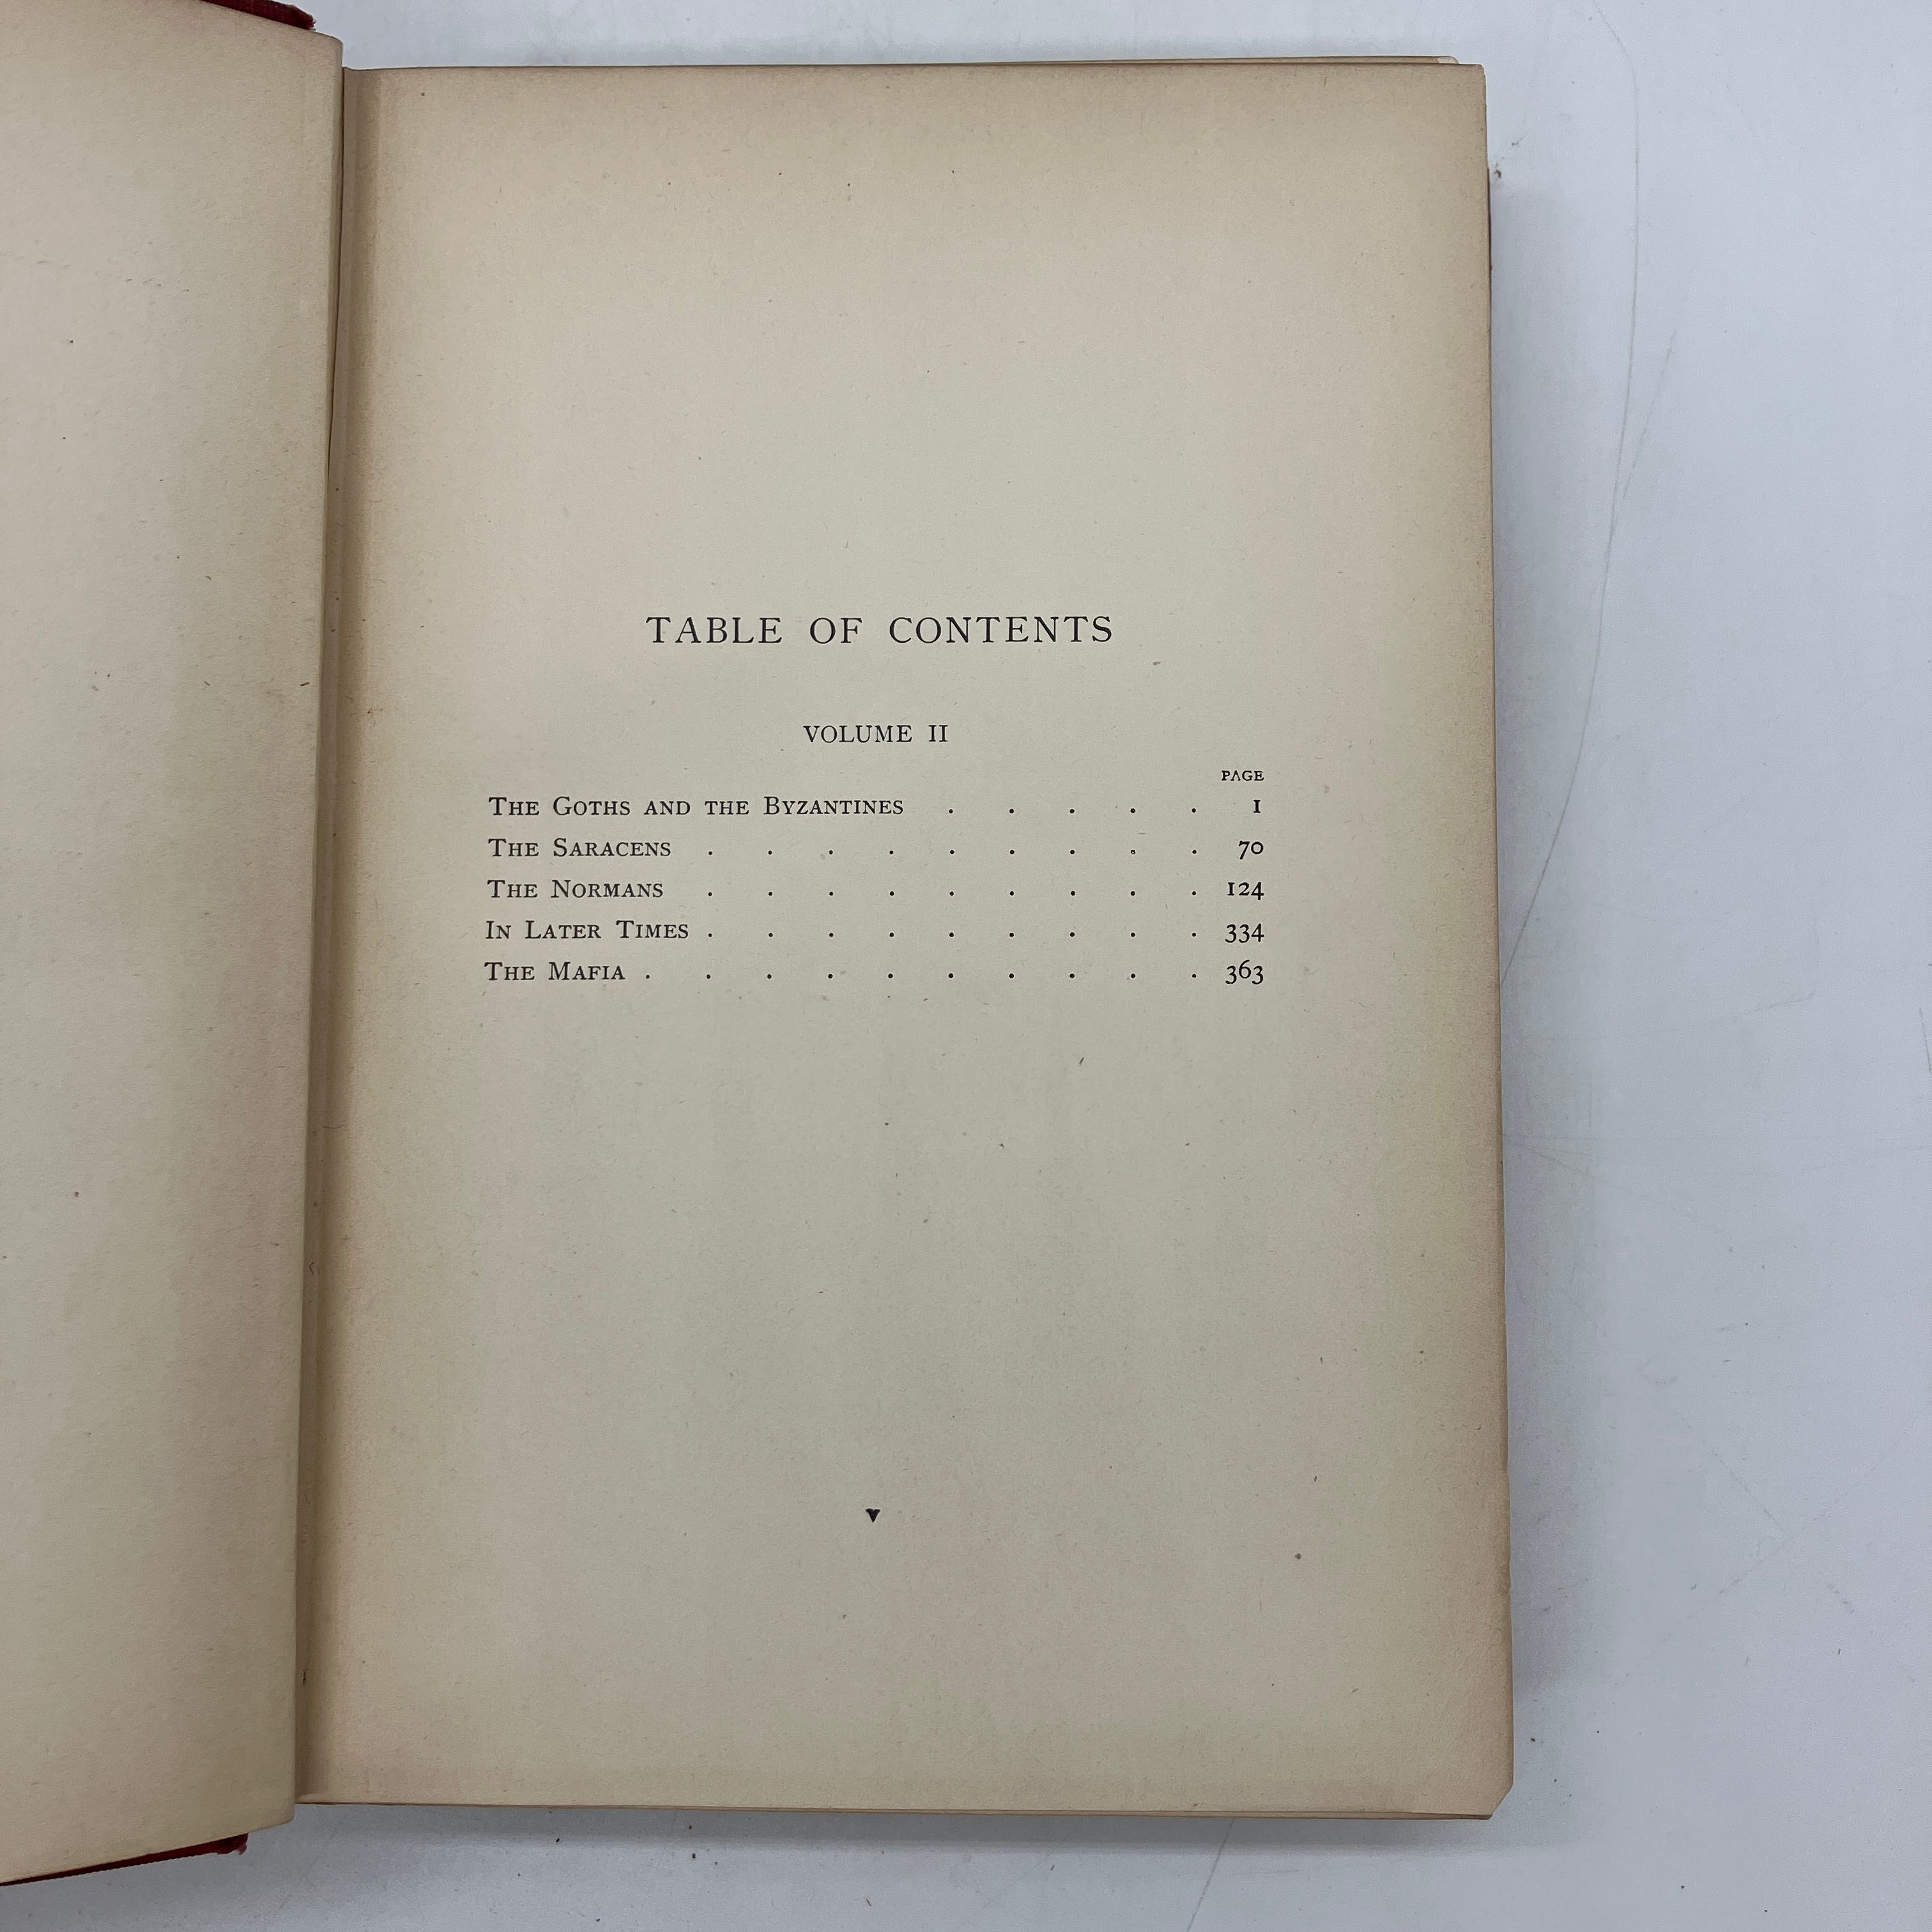 TABLE OF CONTENTS
VOLUME II
PAGE
THE GOTHS AND THE BYZANTINES . . . . . 1
THE SARACENS . . . . . . . . . 70
THE NORMANS . . . . . . . . . 124
IN LATER TIMES . . . . . . . . . 334
THE MAFIA . . . . . . . . . . 363
v